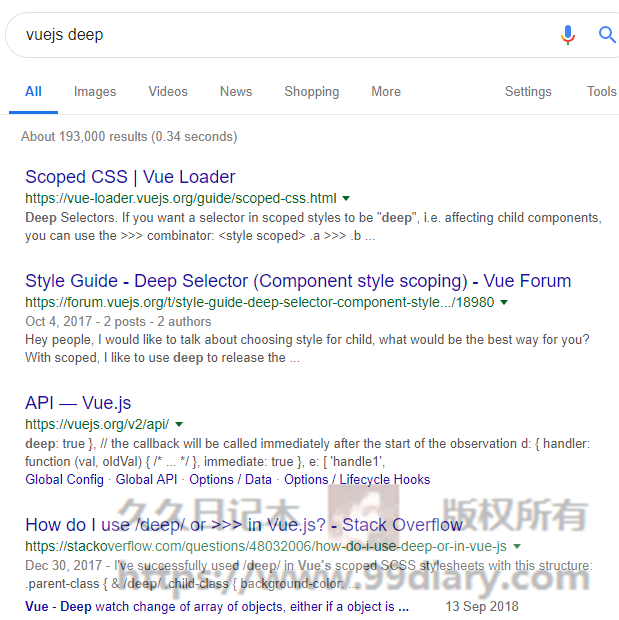 vuejs deep
All Images Videos News Shopping More Settings Tools
About 193,000 results (0.34 seconds)
Scoped CSS | Vue Loader
https://vue-loader.vuejs.org/guide/scoped-css.html
Deep Selectors. If you want a selector in scoped styles to be "deep", i.e. affecting child components,
you can use the >>> combinator: <style scoped> .a >>> .b ...
Style Guide - Deep Selector (Component style scoping) - Vue Forum
https://forum.vuejs.org/t/style-guide-deep-selector-component-style.../18980
Oct 4, 2017 - 2 posts - 2 authors
Hey people, I would like to talk about choosing style for child, what would be the best way for you?
With scoped, I like to use deep to release the ...
API — Vue.js
https://vuejs.org/v2/api/
deep: true }, // the callback will be called immediately after the start of the observation d: { handler:
function (val, oldVal) { /* ... */ }, immediate: true }, e: [ 'handle1',
Global Config · Global API · Options / Data · Options / Lifecycle Hooks
久久日记本 版权所有
How do I use /deep/ or >>> in Vue.js? - Stack Overflow
https://stackoverflow.com/questions/48032006/how-do-i-use-deep-or-in-vue-js
Dec 30, 2017 - I've successfully used /deep/ in Vue's scoped SCSS stylesheets with this structure:
.parent-class { & /deep/ .child-class { background-color: ...
https://www.99diary.com
Vue - Deep watch change of array of objects, either if a object is ... 13 Sep 2018